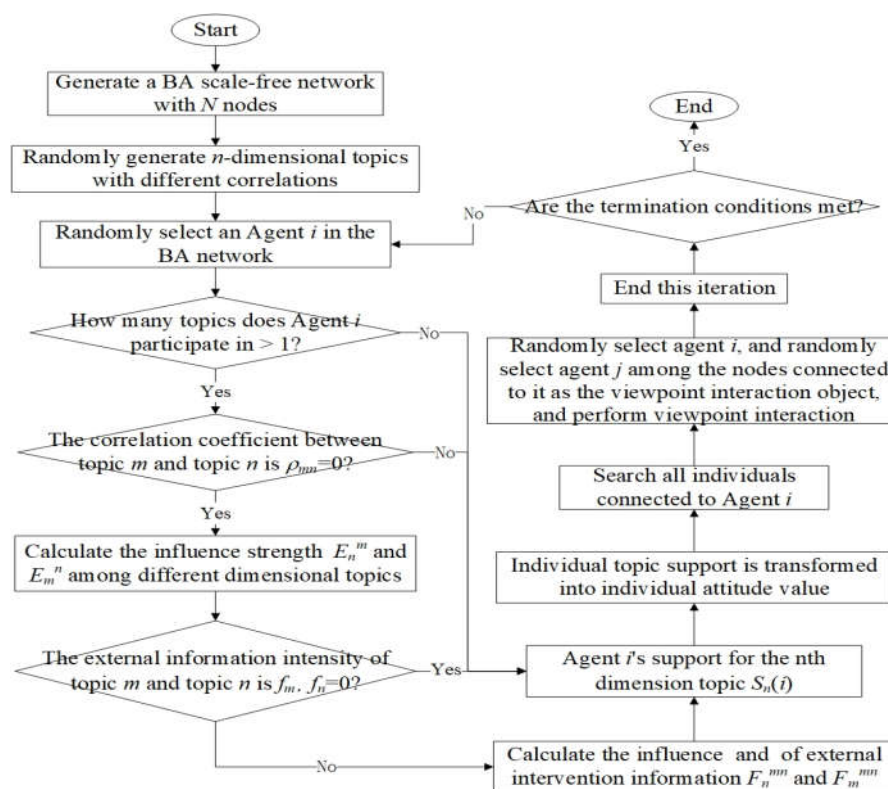 Start
Generate a BA scale-free network
with N nodes
Randomly generate n-dimensional topics
with different correlations
Randomly select an Agent i in the
BA network
How many topics does Agent i
participate in > 1?
No
Yes
The correlation coefficient between
topic m and topic n is ρmn=0?
No
Yes
Calculate the influence strength Eₙᵐ and
Eₘⁿ among different dimensional topics
The external information intensity of
topic m and topic n is fm, fn=0?
Yes
No
Calculate the influence and of external
intervention information Fₙᵐⁿ and Fₘᵐⁿ
Agent i's support for the nth
dimension topic Sₙ(i)
Individual topic support is transformed
into individual attitude value
Search all individuals
connected to Agent i
Randomly select agent i, and randomly
select agent j among the nodes connected
to it as the viewpoint interaction object,
and perform viewpoint interaction
End this iteration
Are the termination conditions met?
No
Yes
End